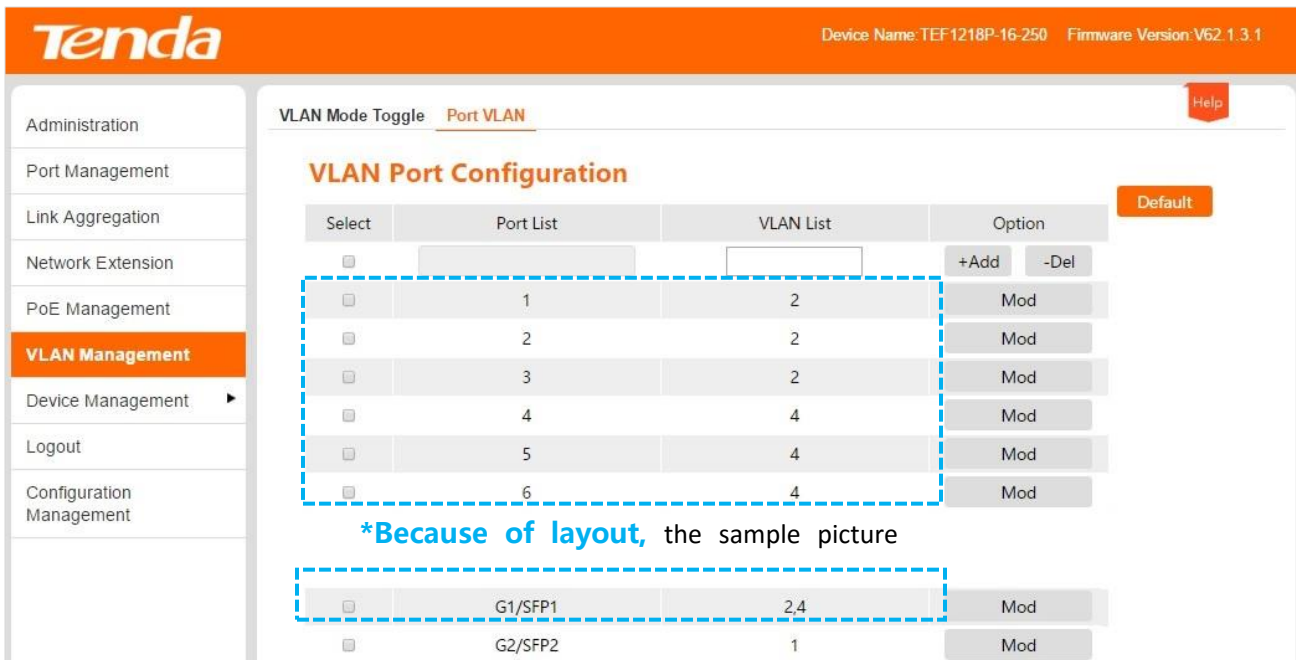 Tenda
Device Name:TEF1218P-16-250 Firmware Version:V62.1.3.1
Administration
Port Management
Link Aggregation
Network Extension
PoE Management
VLAN Management
Device Management
Logout
Configuration
Management
VLAN Mode Toggle Port VLAN
Help
VLAN Port Configuration
Default
Select Port List VLAN List Option
+Add -Del
1 2 Mod
2 2 Mod
3 2 Mod
4 4 Mod
5 4 Mod
6 4 Mod
*Because of layout, the sample picture
G1/SFP1 2,4 Mod
G2/SFP2 1 Mod